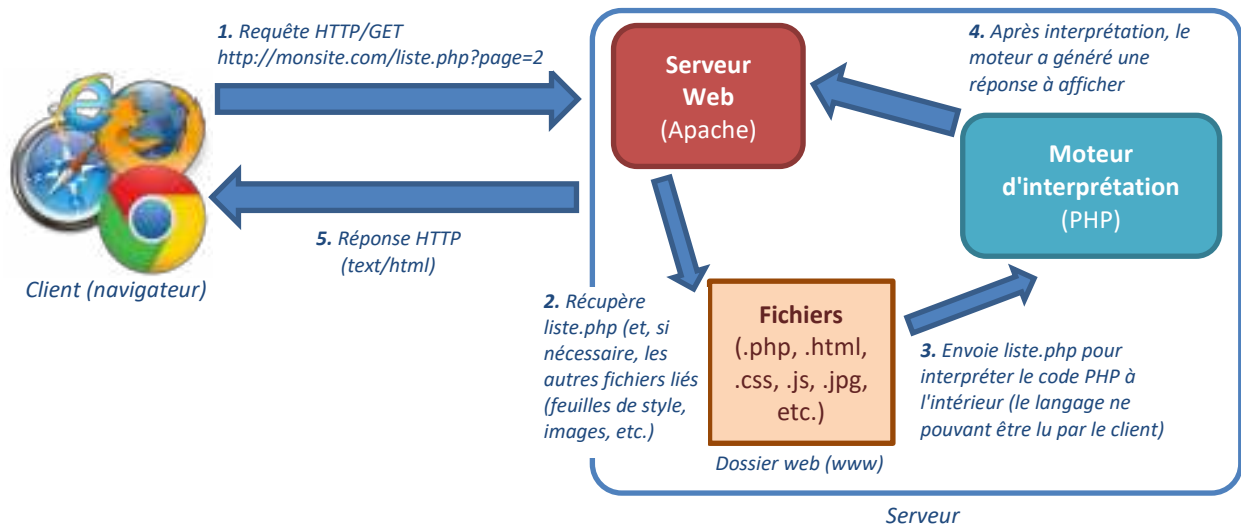 1. Requête HTTP/GET
http://monsite.com/liste.php?page=2
Client (navigateur)
5. Réponse HTTP
(text/html)
Serveur
Web
(Apache)
4. Après interprétation, le
moteur a généré une
réponse à afficher
Moteur
d'interprétation
(PHP)
2. Récupère
liste.php (et, si
nécessaire, les
autres fichiers liés
(feuilles de style,
images, etc.)
Fichiers
(.php, .html,
.css, .js, .jpg,
etc.)
Dossier web (www)
3. Envoie liste.php pour
interpréter le code PHP à
l'intérieur (le langage ne
pouvant être lu par le client)
Serveur